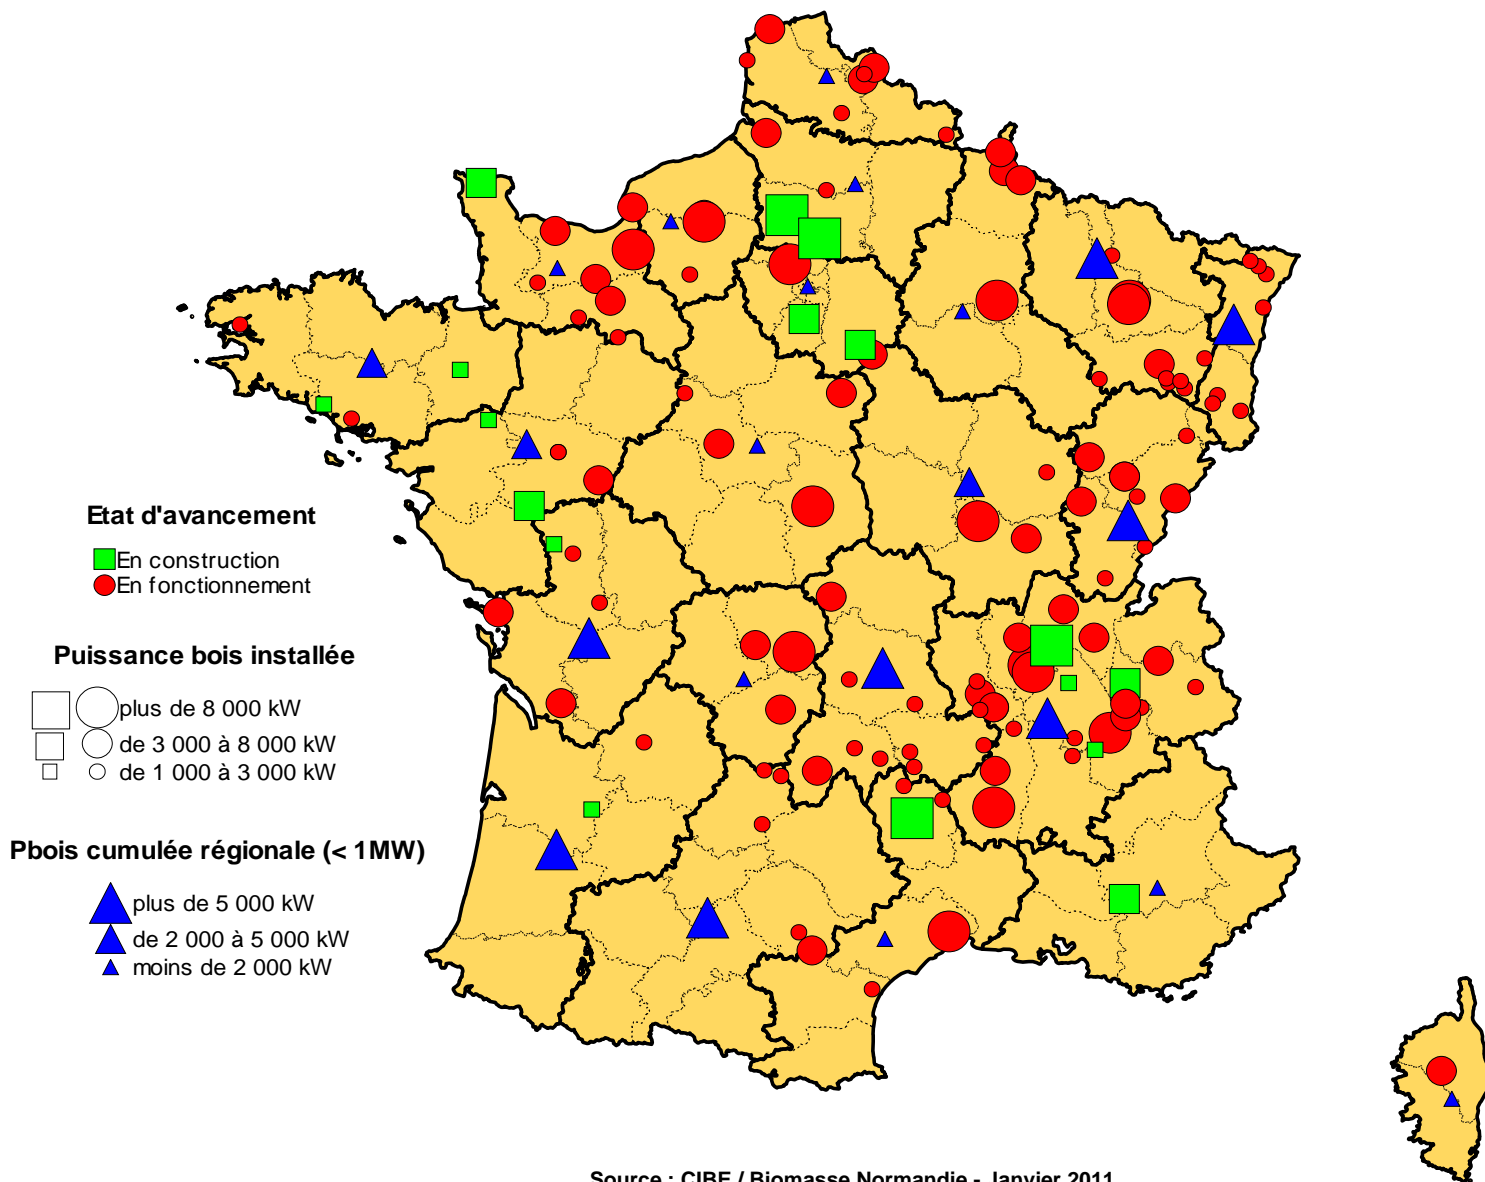 Etat d'avancement
En construction
En fonctionnement
Puissance bois installée
plus de 8 000 kW
de 3 000 à 8 000 kW
de 1 000 à 3 000 kW
Pbois cumulée régionale (< 1MW)
plus de 5 000 kW
de 2 000 à 5 000 kW
moins de 2 000 kW
Source : CIBE / Biomasse Normandie - Janvier 2011